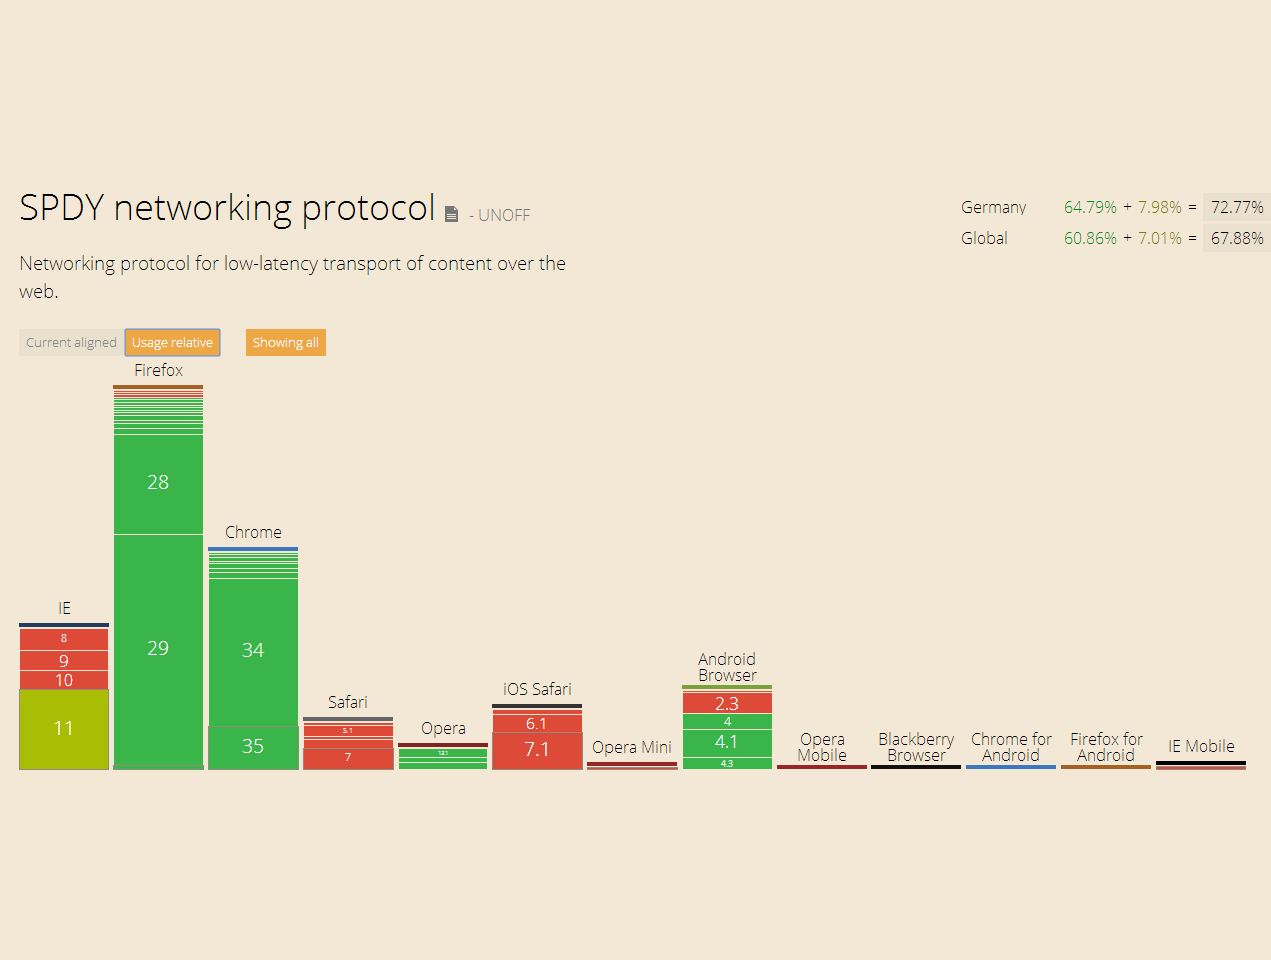 SPDY networking protocol - UNOFF
Germany 64.79% + 7.98% = 72.77%
Global 60.86% + 7.01% = 67.88%
Networking protocol for low-latency transport of content over the
web.
Current aligned Usage relative Showing all
Firefox
28
29
Chrome
34
35
IE
8
9
10
11
Safari
5.1
7
Opera
iOS Safari
6.1
7.1
Opera Mini
Android
Browser
2.3
4
4.1
4.3
Opera
Mobile
Blackberry
Browser
Chrome for
Android
Firefox for
Android
IE Mobile